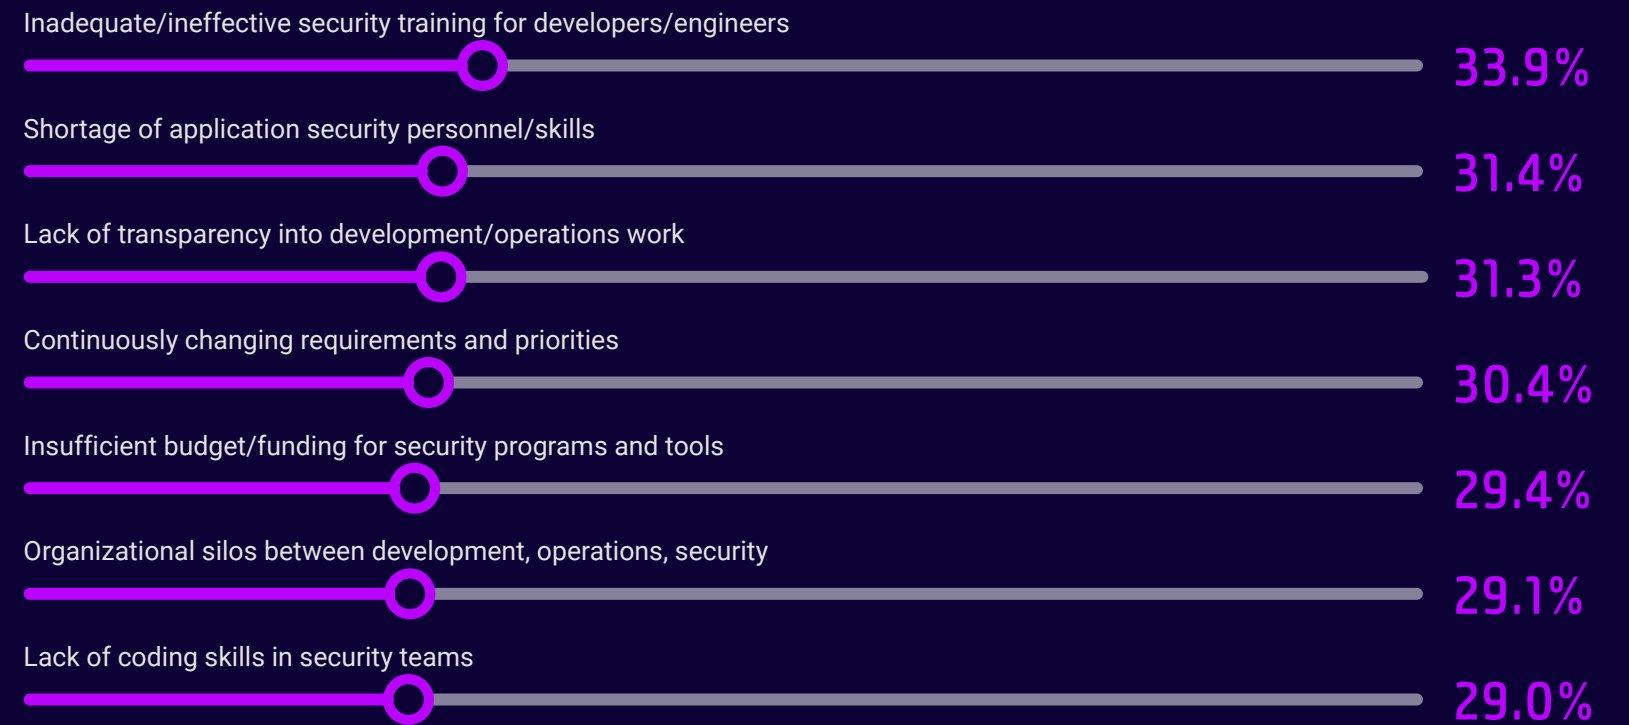 Inadequate/ineffective security training for developers/engineers
33.9%
Shortage of application security personnel/skills
31.4%
Lack of transparency into development/operations work
31.3%
Continuously changing requirements and priorities
30.4%
Insufficient budget/funding for security programs and tools
29.4%
Organizational silos between development, operations, security
29.1%
Lack of coding skills in security teams
29.0%